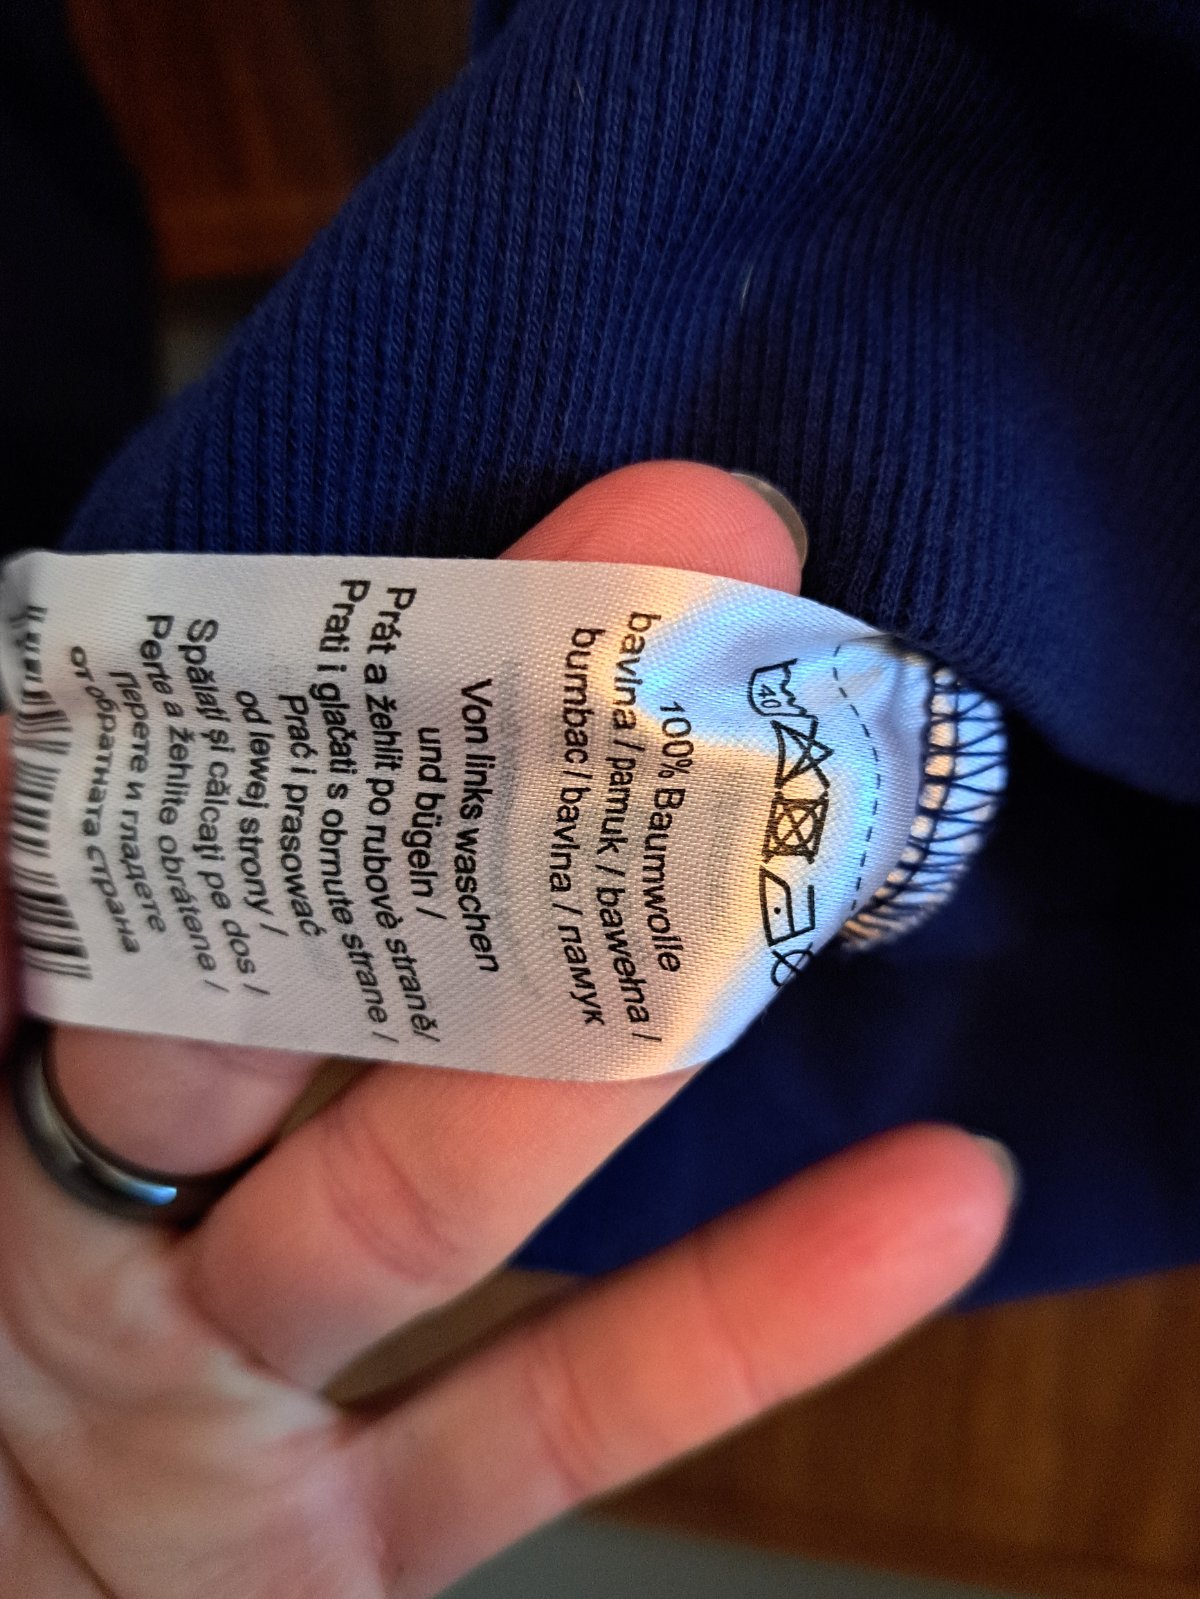 40
100% Baumwolle
bavlna / pamuk / bawełna /
bumbac / bavlna / памук
Von links waschen
und bügeln /
Prát a žehlit po rubové straně/
Prati i glačati s obrnute strane /
Prać i prasować
od lewej strony /
Spălați și călcați pe dos /
Perte a žehlite obrátene /
Перете и гладете
от обратната страна